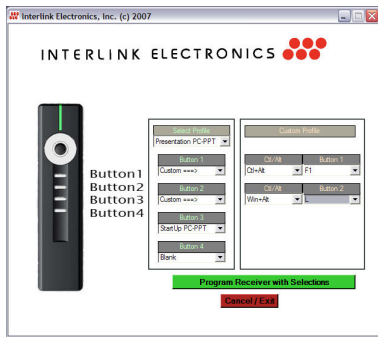 Interlink Electronics, Inc. (c) 2007
INTERLINK ELECTRONICS
Select Profile
Presentation PC-PPT
Button 1
Custom ===>
Button 2
Custom ===>
Button 3
StartUp PC-PPT
Button 4
Blank
Custom Profile
Ctl/Alt Button 1
Ctl+Alt F1
Ctl/Alt Button 2
Win+Alt L
Button1
Button2
Button3
Button4
Program Receiver with Selections
Cancel / Exit